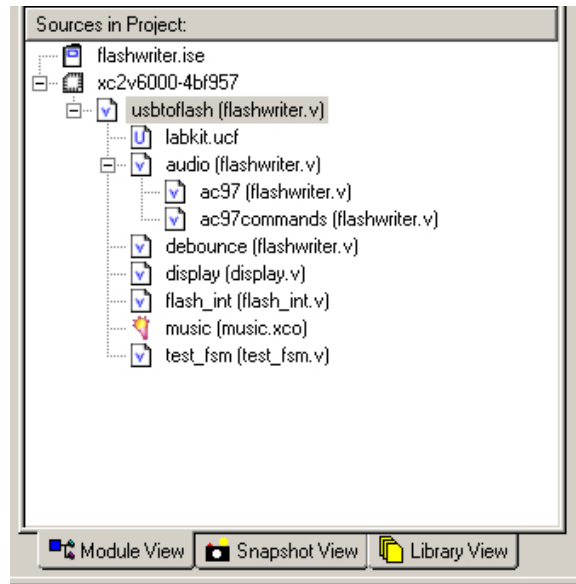 Sources in Project:
flashwriter.ise
xc2v6000-4bf957
usbtoflash (flashwriter.v)
labkit.ucf
audio (flashwriter.v)
ac97 (flashwriter.v)
ac97commands (flashwriter.v)
debounce (flashwriter.v)
display (display.v)
flash_int (flash_int.v)
music (music.xco)
test_fsm (test_fsm.v)
Module View Snapshot View Library View